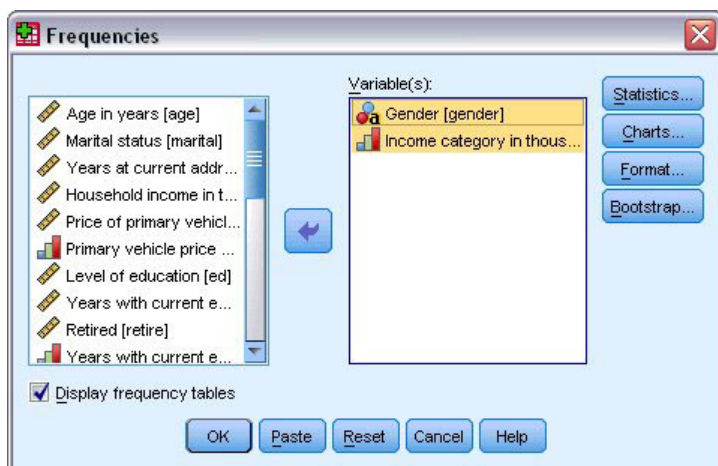 Frequencies
Age in years [age]
Marital status [marital]
Years at current addr...
Household income in t...
Price of primary vehicl...
Primary vehicle price ...
Level of education [ed]
Years with current e...
Retired [retire]
Years with current e...
Display frequency tables
Variable(s):
a Gender [gender]
Income category in thous...
Statistics...
Charts...
Format...
Bootstrap...
OK
Paste
Reset
Cancel
Help